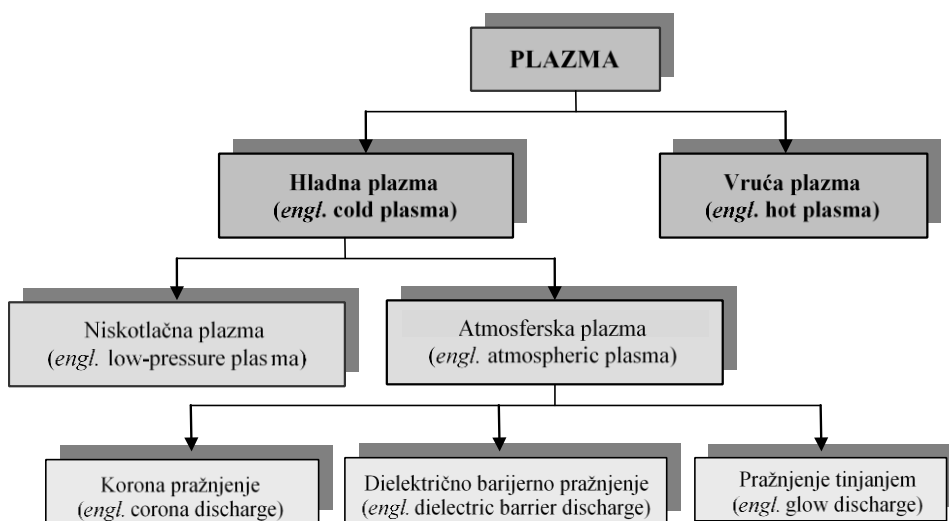 PLAZMA
Hladna plazma
(engl. cold plasma)
Vruća plazma
(engl. hot plasma)
Niskotlačna plazma
(engl. low-pressure plasma)
Atmosferska plazma
(engl. atmospheric plasma)
Korona pražnjenje
(engl. corona discharge)
Dielektrično barijerno pražnjenje
(engl. dielectric barrier discharge)
Pražnjenje tinjanjem
(engl. glow discharge)